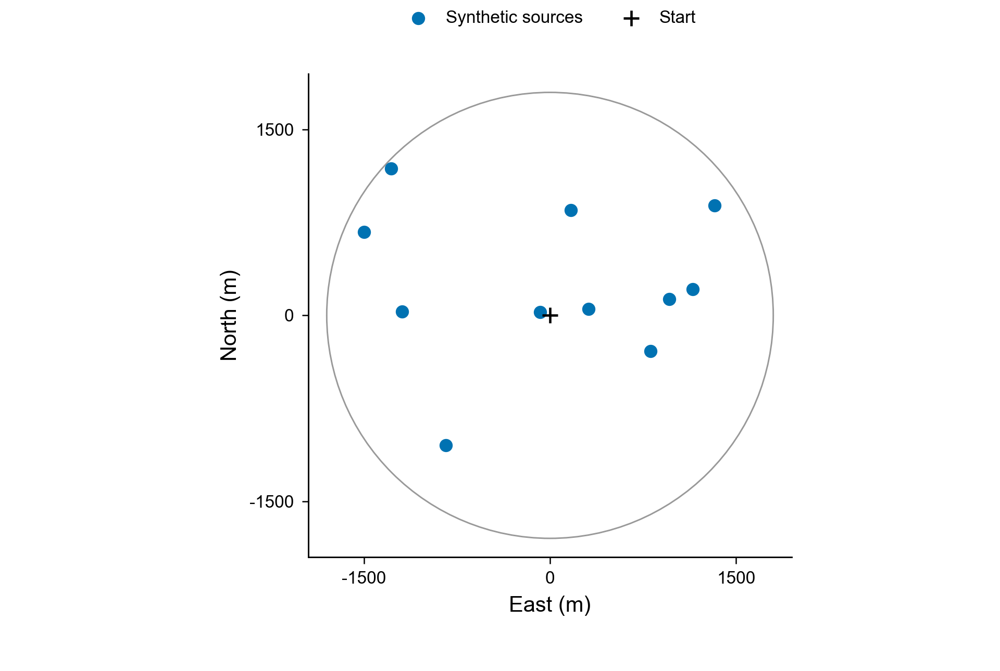 Synthetic sources Start
1500
0
-1500
North (m)
-1500 0 1500
East (m)